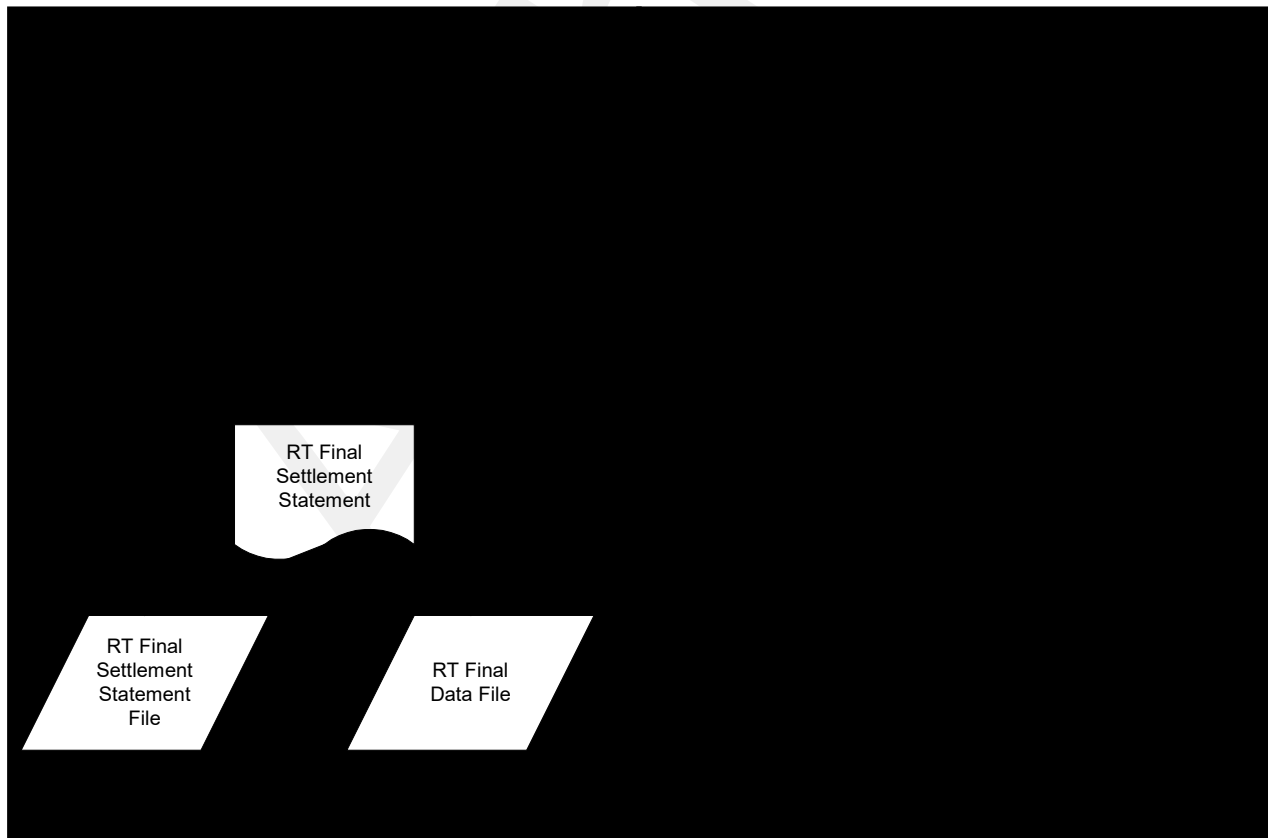 RT Final
Settlement
Statement
RT Final
Settlement
Statement
File
RT Final
Data File